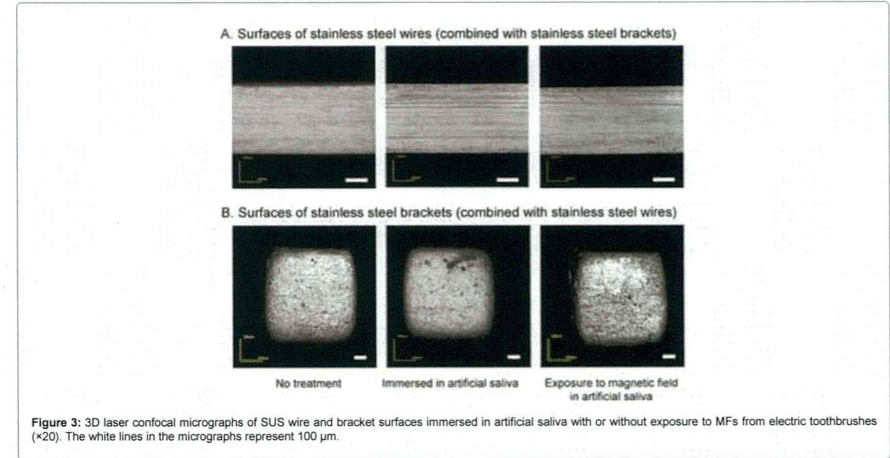 A. Surfaces of stainless steel wires (combined with stainless steel brackets)
B. Surfaces of stainless steel brackets (combined with stainless steel wires)
No treatment
Immersed in artificial saliva
Exposure to magnetic field
in artificial saliva
Figure 3: 3D laser confocal micrographs of SUS wire and bracket surfaces immersed in artificial saliva with or without exposure to MFs from electric toothbrushes
(×20). The white lines in the micrographs represent 100 µm.